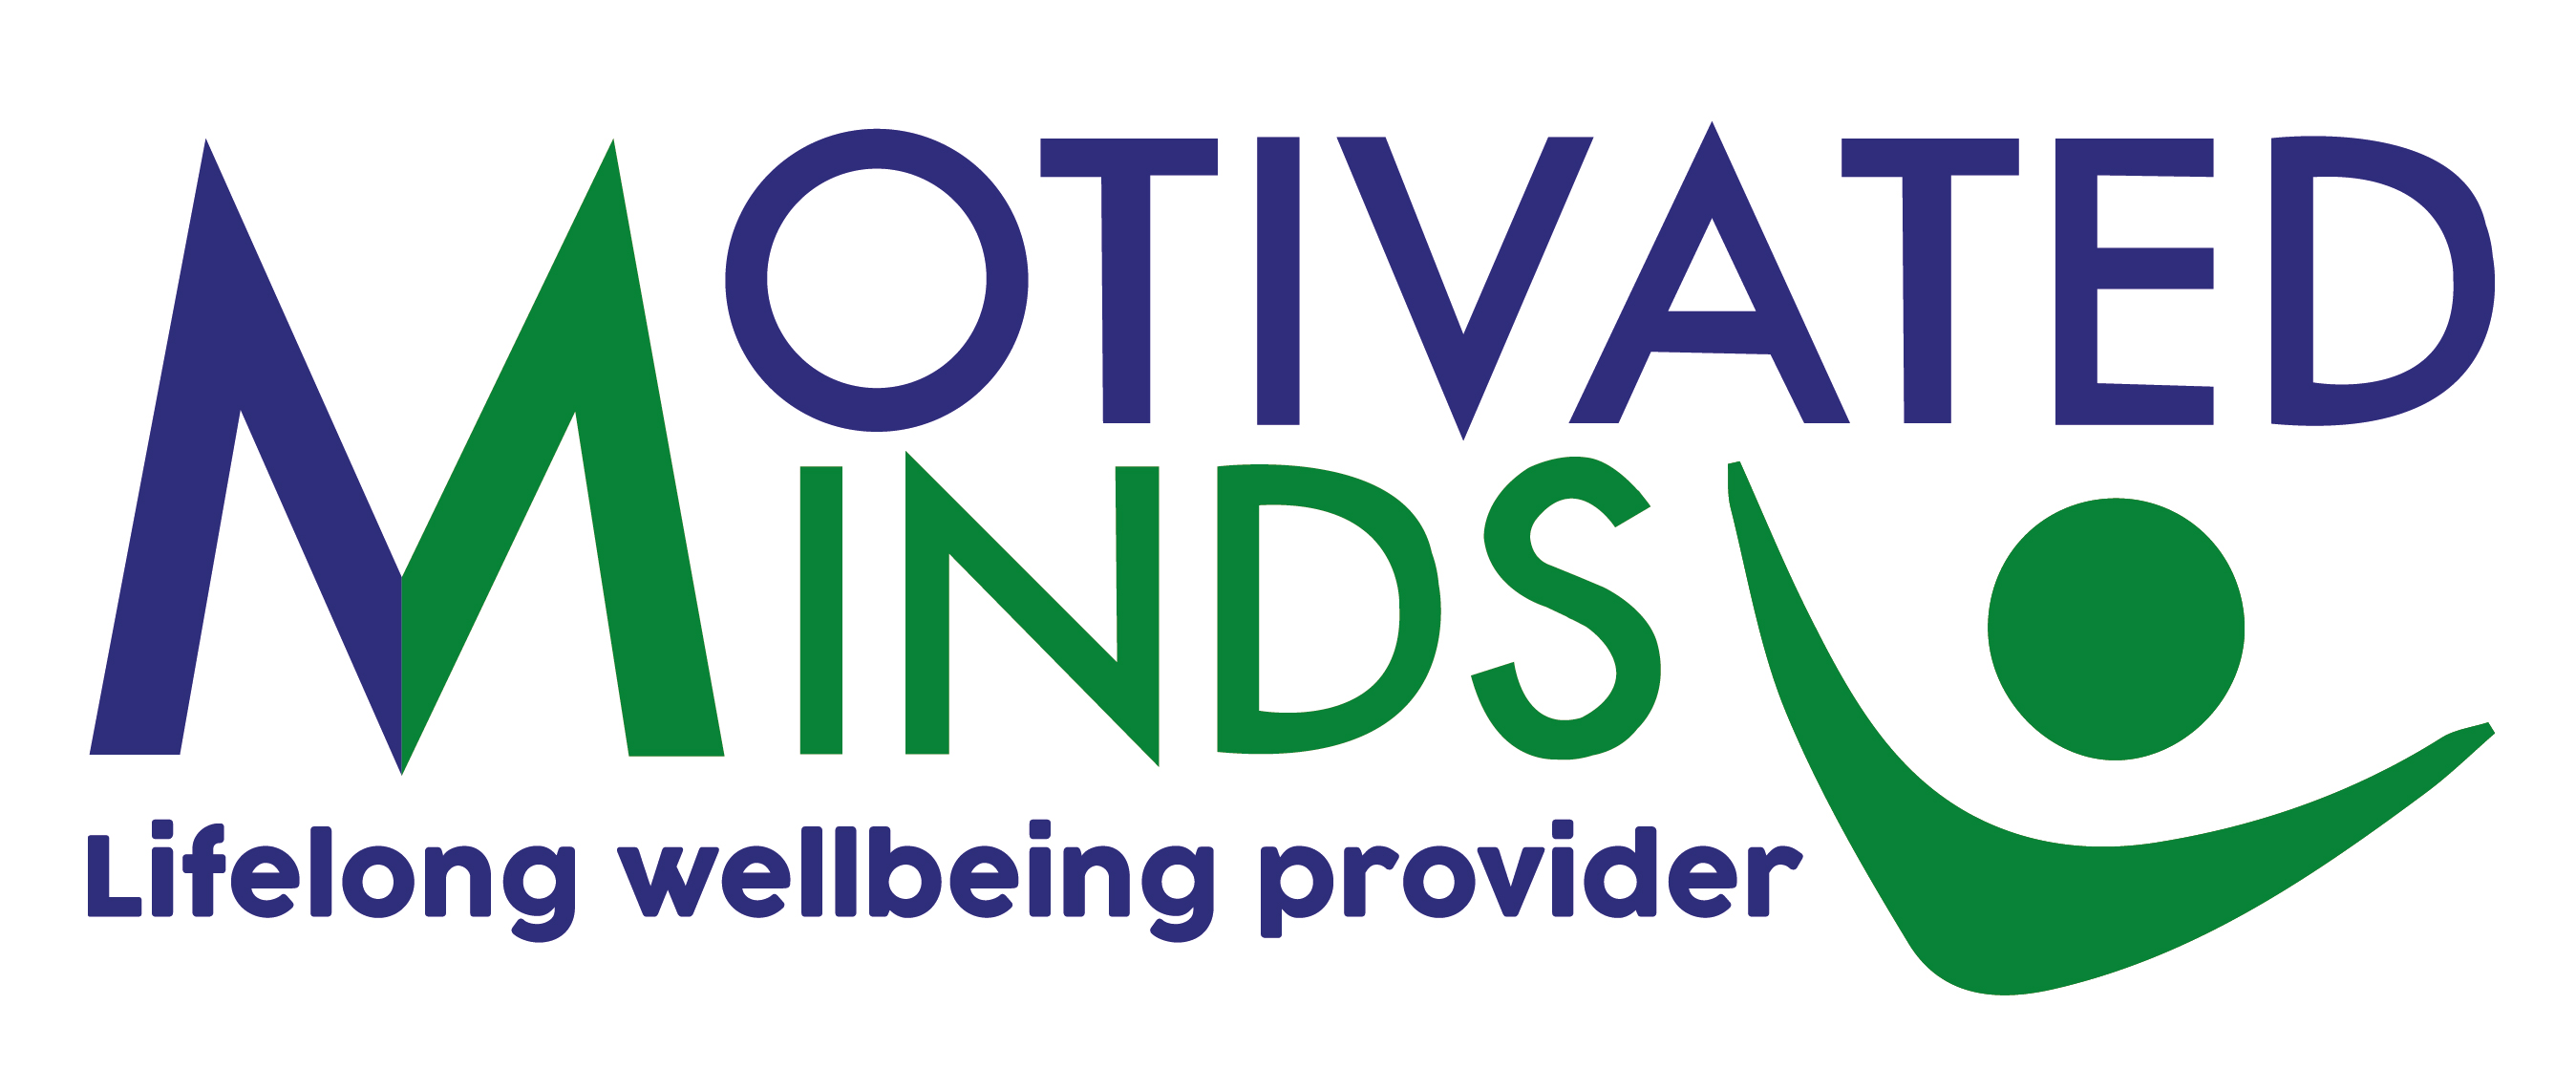 MOTIVATED
MINDS
Lifelong wellbeing provider